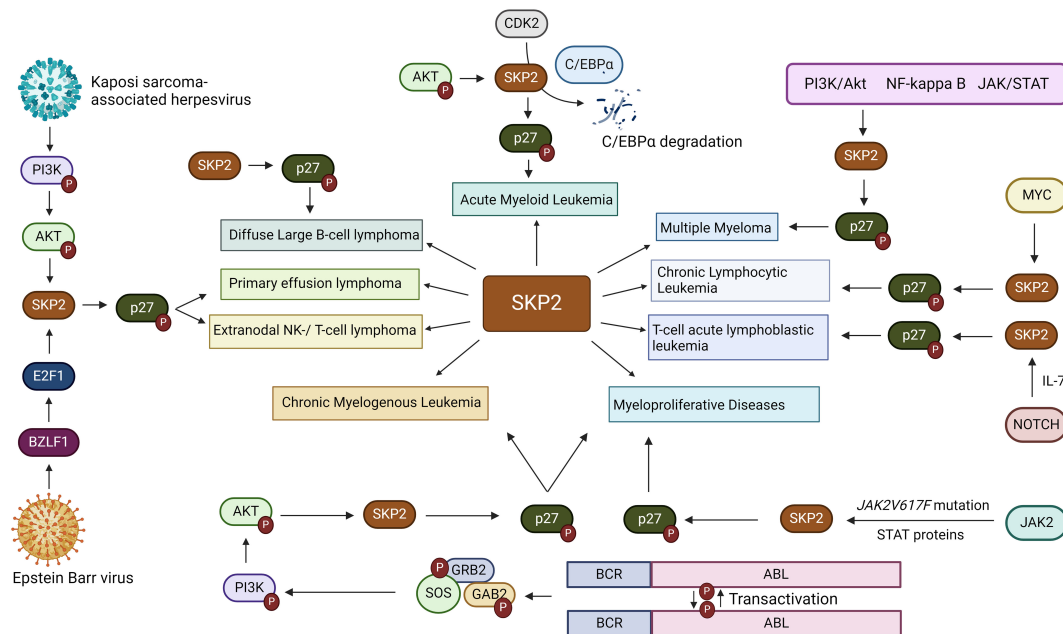 CDK2
C/EBPα
AKT
P
SKP2
Kaposi sarcoma-
associated herpesvirus
PI3K/Akt NF-kappa B JAK/STAT
p27
P
C/EBPα degradation
SKP2
PI3K
P
SKP2
p27
P
Acute Myeloid Leukemia
MYC
AKT
P
Diffuse Large B-cell lymphoma
Multiple Myeloma
p27
P
Primary effusion lymphoma
SKP2
Chronic Lymphocytic
Leukemia
p27
P
SKP2
SKP2
p27
P
Extranodal NK-/ T-cell lymphoma
T-cell acute lymphoblastic
leukemia
p27
P
SKP2
E2F1
IL-7
Chronic Myelogenous Leukemia
Myeloproliferative Diseases
BZLF1
NOTCH
AKT
P
SKP2
p27
P
p27
P
SKP2
JAK2V617F mutation
STAT proteins
JAK2
Epstein Barr virus
PI3K
P
P
GRB2
SOS
GAB2
P
BCR
ABL
P
P
Transactivation
BCR
ABL